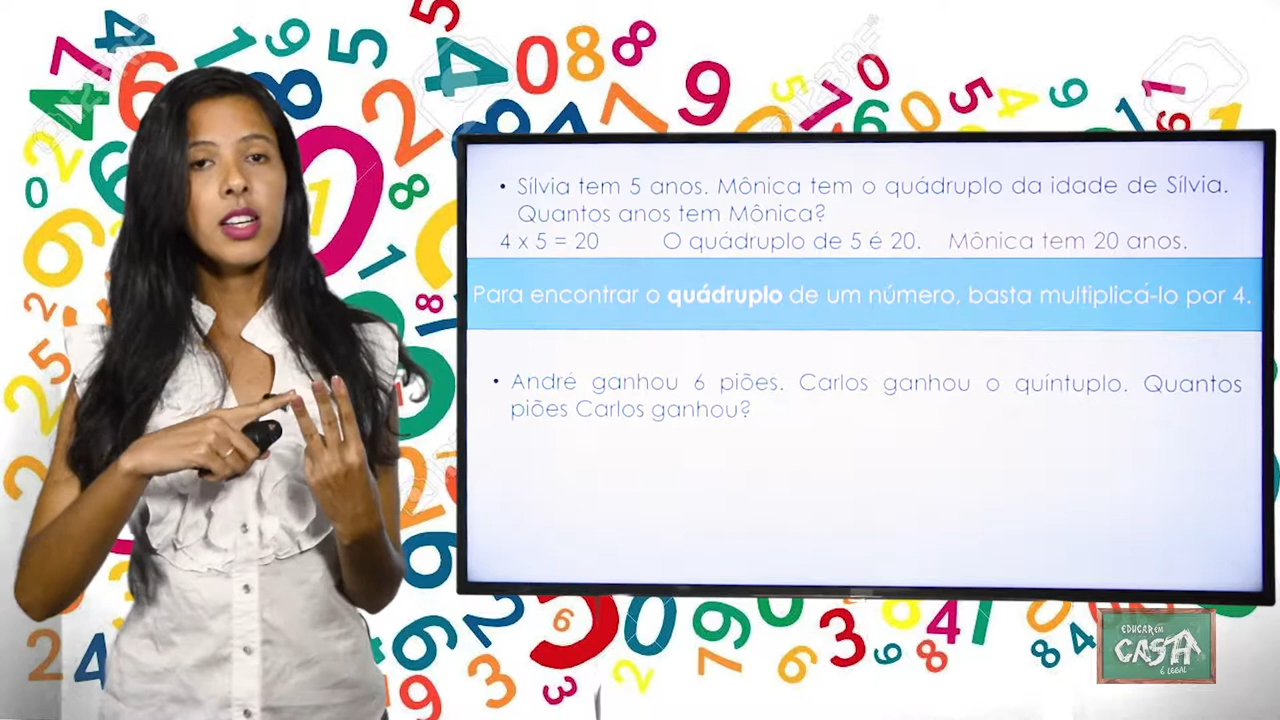 • Sílvia tem 5 anos. Mônica tem o quádruplo da idade de Sílvia.
Quantos anos tem Mônica?
4 x 5 = 20 O quádruplo de 5 é 20. Mônica tem 20 anos.
Para encontrar o quádruplo de um número, basta multiplicá-lo por 4.
• André ganhou 6 piões. Carlos ganhou o quíntuplo. Quantos
piões Carlos ganhou?
EDUCAR EM
CASA
É LEGAL